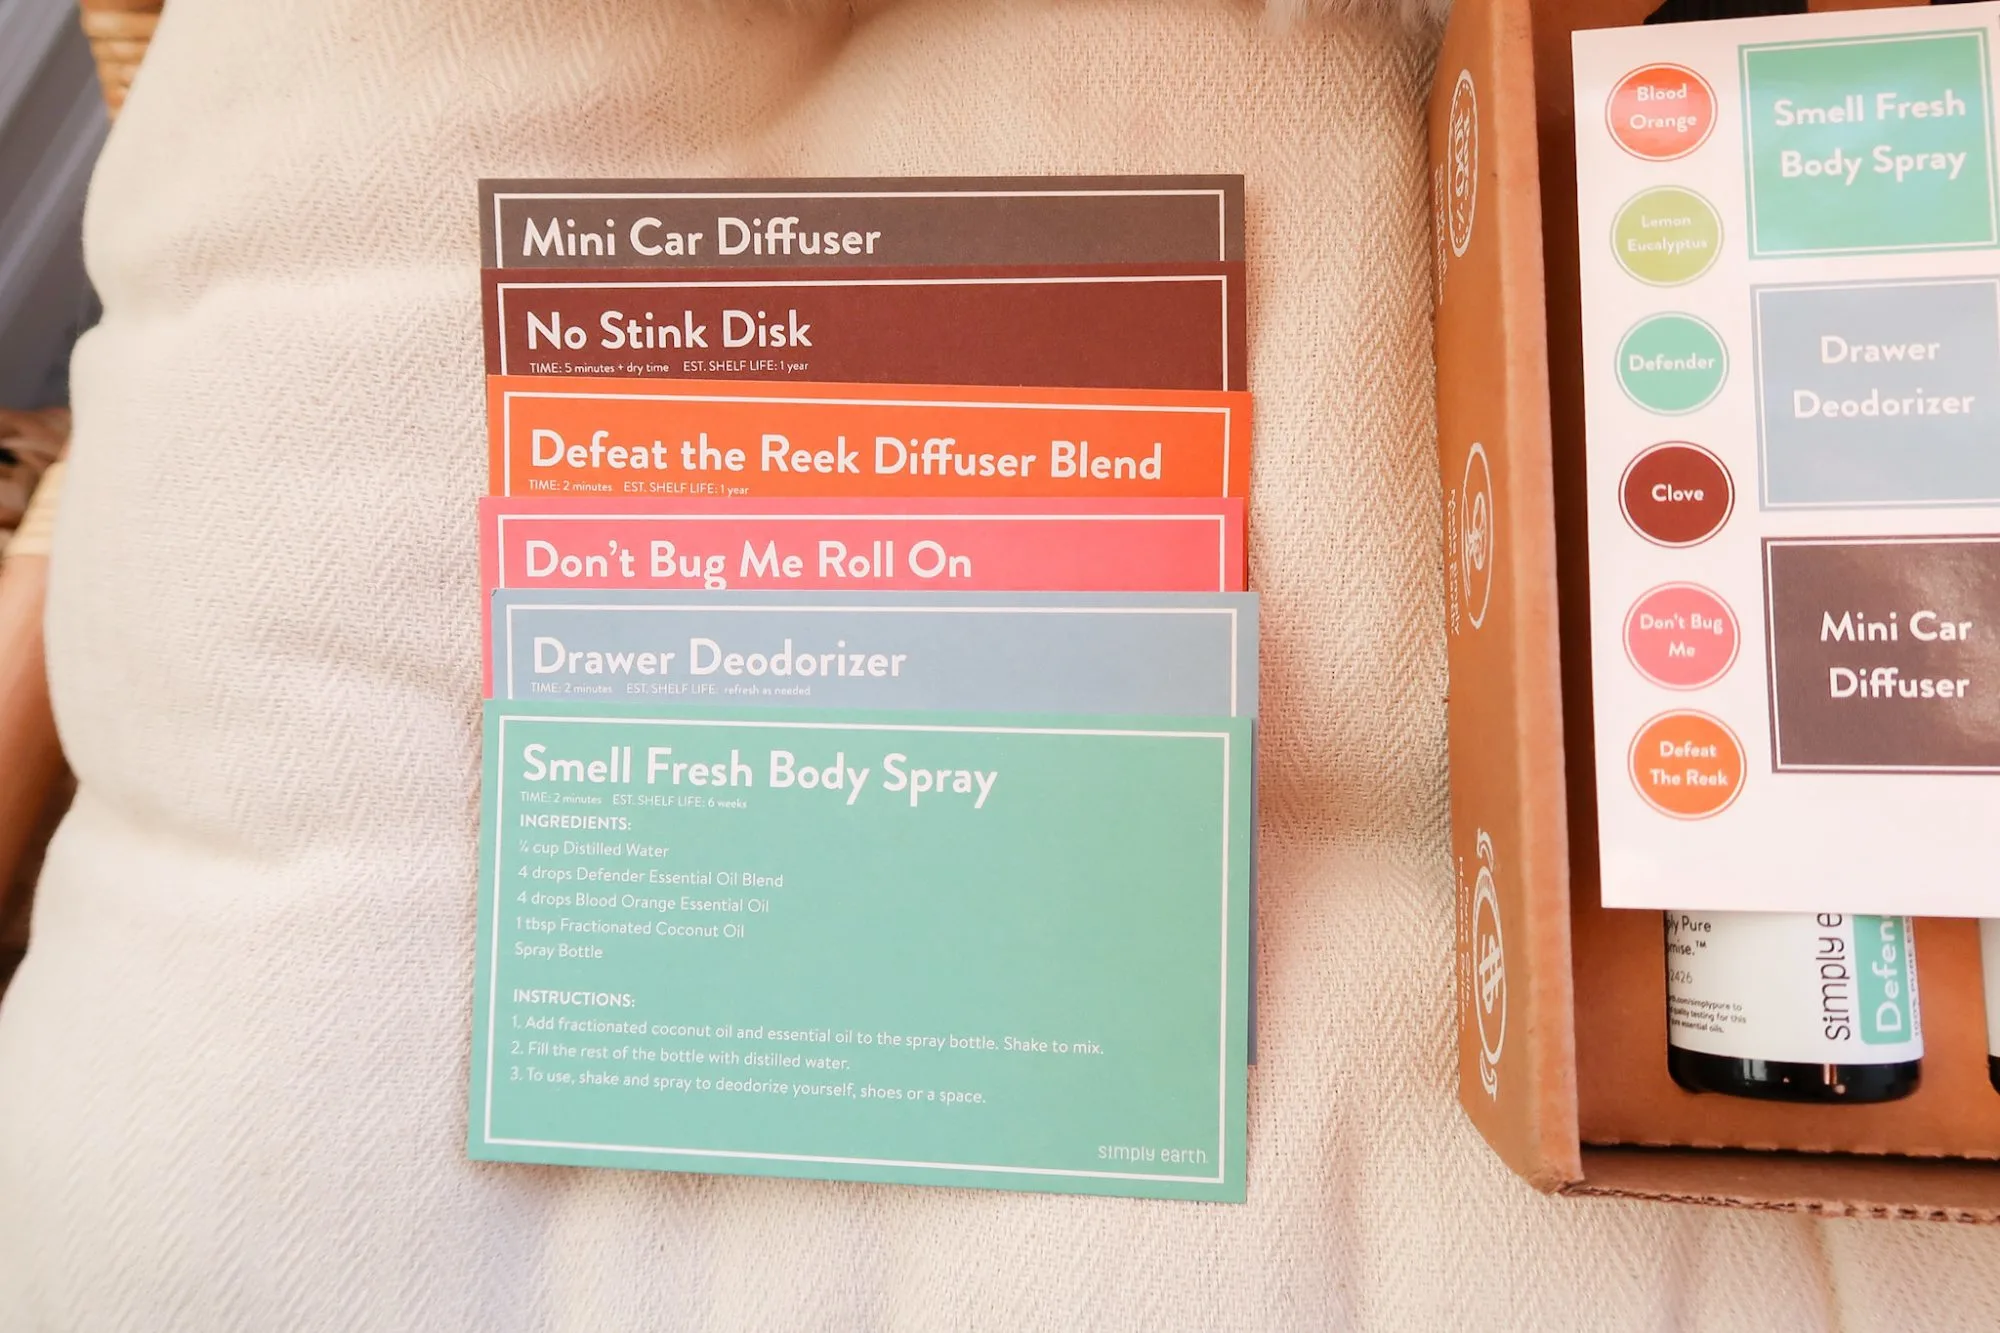 Mini Car Diffuser
No Stink Disk
TIME: 5 minutes + dry time EST. SHELF LIFE: 1 year
Defeat the Reek Diffuser Blend
TIME: 2 minutes EST. SHELF LIFE: 1 year
Don't Bug Me Roll On
Drawer Deodorizer
TIME: 2 minutes EST. SHELF LIFE: refresh as needed
Smell Fresh Body Spray
TIME: 2 minutes EST. SHELF LIFE: 6 weeks
INGREDIENTS:
cup Distilled Water
4 drops Defender Essential Oil Blend
4 drops Blood Orange Essential Oil
1 tbsp Fractionated Coconut Oil
Spray Bottle
INSTRUCTIONS:
1. Add fractionated coconut oil and essential oil to the spray bottle. Shake to mix.
2. Fill the rest of the bottle with distilled water.
3. To use, shake and spray to deodorize yourself, shoes or a space.
simply earth
Blood
Orange
Lemon
Eucalyptus
Defender
Clove
Don't Bug
Me
Defeat
The Reek
Smell Fresh
Body Spray
Drawer
Deodorizer
Mini Car
Diffuser
Pure
2426
simply e
Defen